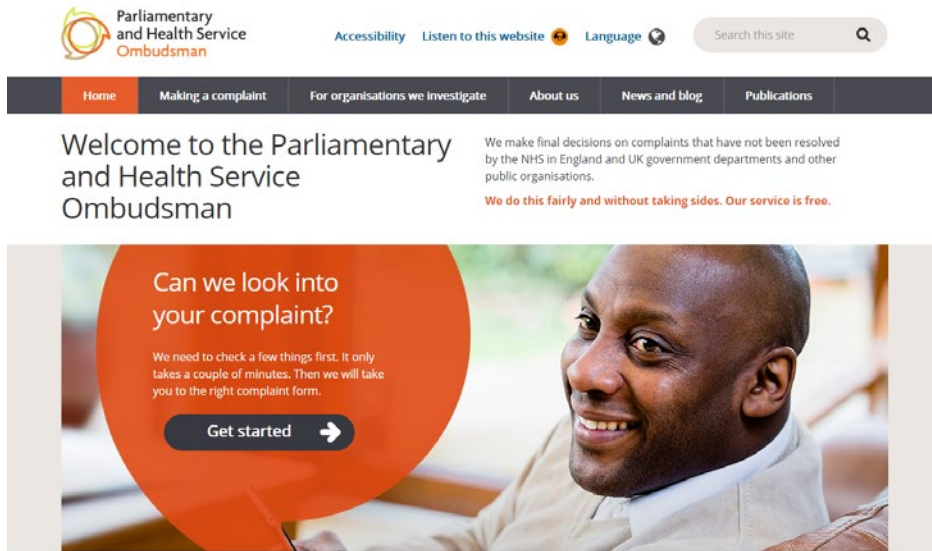 Parliamentary
and Health Service
Ombudsman
Accessibility
Listen to this website
Language
Search this site
Home
Making a complaint
For organisations we investigate
About us
News and blog
Publications
Welcome to the Parliamentary
and Health Service
Ombudsman
We make final decisions on complaints that have not been resolved
by the NHS in England and UK government departments and other
public organisations.
We do this fairly and without taking sides. Our service is free.
Can we look into
your complaint?
We need to check a few things first. It only
takes a couple of minutes. Then we will take
you to the right complaint form.
Get started